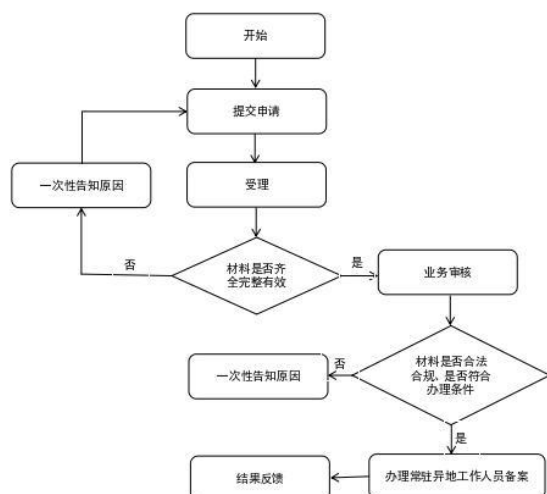 开始
提交申请
一次性告知原因
受理
否
材料是否齐
全完整有效
是
业务审核
材料是否合法
合规、是否符合
办理条件
否
一次性告知原因
是
办理常驻异地工作人员备案
结果反馈